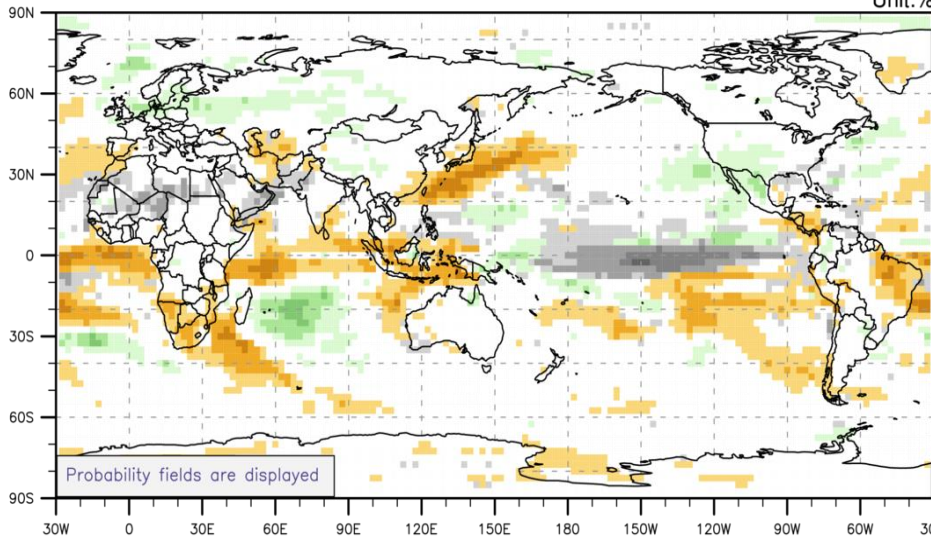 Unit:%
90N
60N
30N
0
30S
60S
90S
Probability fields are displayed
30W 0 30E 60E 90E 120E 150E 180 150W 120W 90W 60W 30